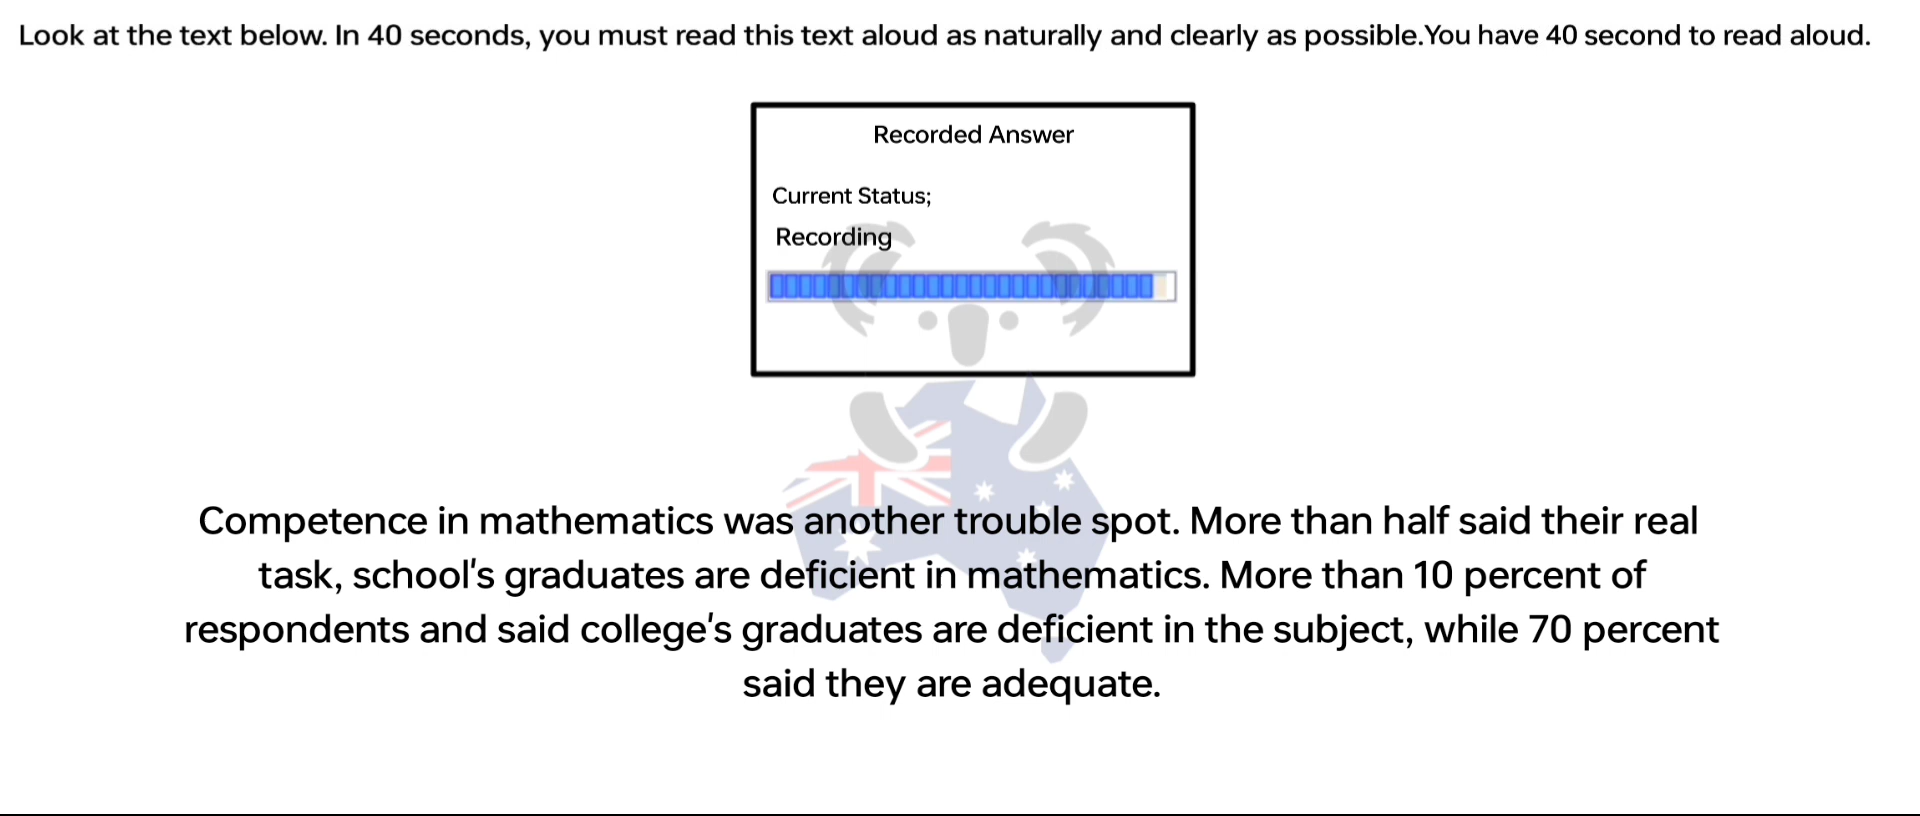 Look at the text below. In 40 seconds, you must read this text aloud as naturally and clearly as possible.You have 40 second to read aloud.
Recorded Answer
Current Status;
Recording
Competence in mathematics was another trouble spot. More than half said their real
task, school's graduates are deficient in mathematics. More than 10 percent of
respondents and said college's graduates are deficient in the subject, while 70 percent
said they are adequate.